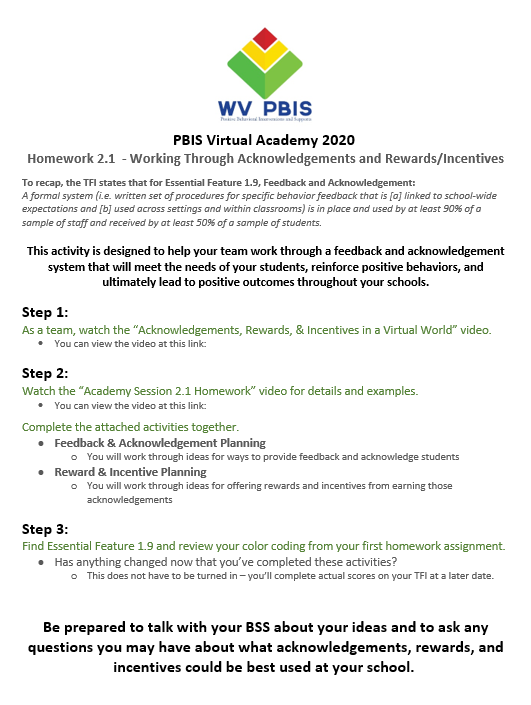 WV PBIS
Positive Behavioral Interventions and Supports
PBIS Virtual Academy 2020
Homework 2.1  - Working Through Acknowledgements and Rewards/Incentives
To recap, the TFI states that for Essential Feature 1.9, Feedback and Acknowledgement:
A formal system (i.e. written set of procedures for specific behavior feedback that is [a] linked to school-wide
expectations and [b] used across settings and within classrooms) is in place and used by at least 90% of a
sample of staff and received by at least 50% of a sample of students.
This activity is designed to help your team work through a feedback and acknowledgement
system that will meet the needs of your students, reinforce positive behaviors, and
ultimately lead to positive outcomes throughout your schools.
Step 1:
As a team, watch the “Acknowledgements, Rewards, & Incentives in a Virtual World” video.
• You can view the video at this link:
Step 2:
Watch the “Academy Session 2.1 Homework” video for details and examples.
• You can view the video at this link:
Complete the attached activities together.
• Feedback & Acknowledgement Planning
o You will work through ideas for ways to provide feedback and acknowledge students
• Reward & Incentive Planning
o You will work through ideas for offering rewards and incentives from earning those
acknowledgements
Step 3:
Find Essential Feature 1.9 and review your color coding from your first homework assignment.
• Has anything changed now that you’ve completed these activities?
o This does not have to be turned in – you’ll complete actual scores on your TFI at a later date.
Be prepared to talk with your BSS about your ideas and to ask any
questions you may have about what acknowledgements, rewards, and
incentives could be best used at your school.